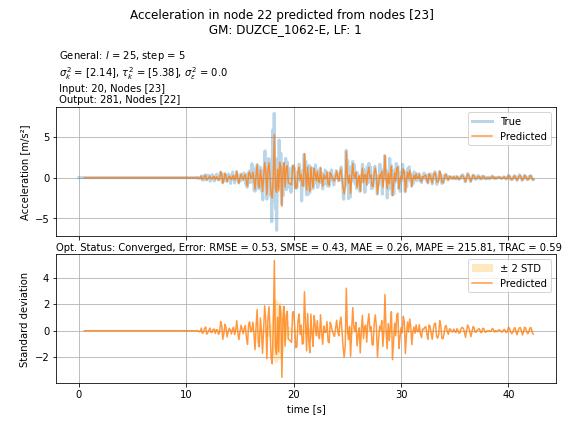 Acceleration in node 22 predicted from nodes [23]
GM: DUZCE_1062-E, LF: 1
General: l = 25, step = 5
σ²ₖ = [2.14], τ²ₖ = [5.38], σ²ε = 0.0
Input: 20, Nodes [23]
Output: 281, Nodes [22]
Acceleration [m/s²]
5
0
−5
True
Predicted
Opt. Status: Converged, Error: RMSE = 0.53, SMSE = 0.43, MAE = 0.26, MAPE = 215.81, TRAC = 0.59
Standard deviation
4
2
0
−2
± 2 STD
Predicted
0 10 20 30 40
time [s]